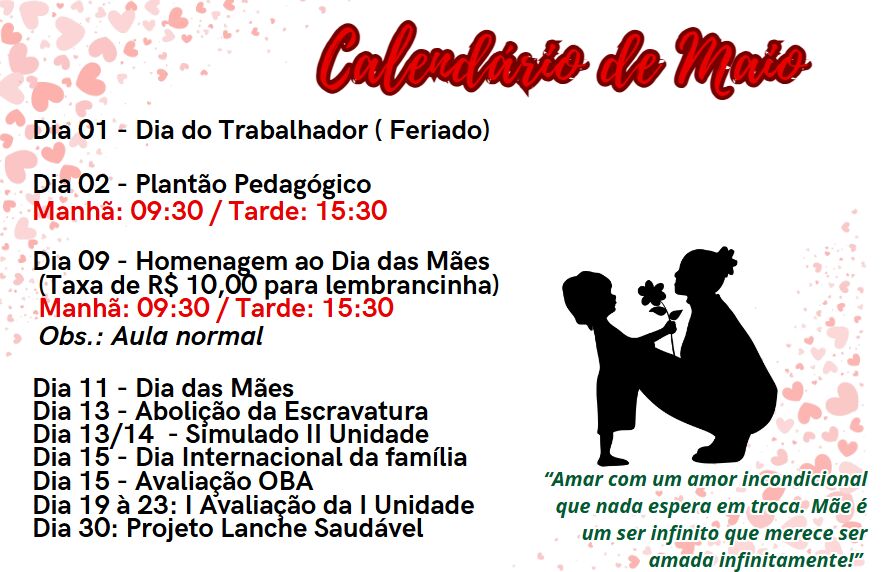 Calendário de Maio
Dia 01 - Dia do Trabalhador ( Feriado)
Dia 02 - Plantão Pedagógico
Manhã: 09:30 / Tarde: 15:30
Dia 09 - Homenagem ao Dia das Mães
(Taxa de R$ 10,00 para lembrancinha)
Manhã: 09:30 / Tarde: 15:30
Obs.: Aula normal
Dia 11 - Dia das Mães
Dia 13 - Abolição da Escravatura
Dia 13/14  - Simulado II Unidade
Dia 15 - Dia Internacional da família
Dia 15 - Avaliação OBA
Dia 19 à 23: I Avaliação da I Unidade
Dia 30: Projeto Lanche Saudável
“Amar com um amor incondicional
que nada espera em troca. Mãe é
um ser infinito que merece ser
amada infinitamente!”